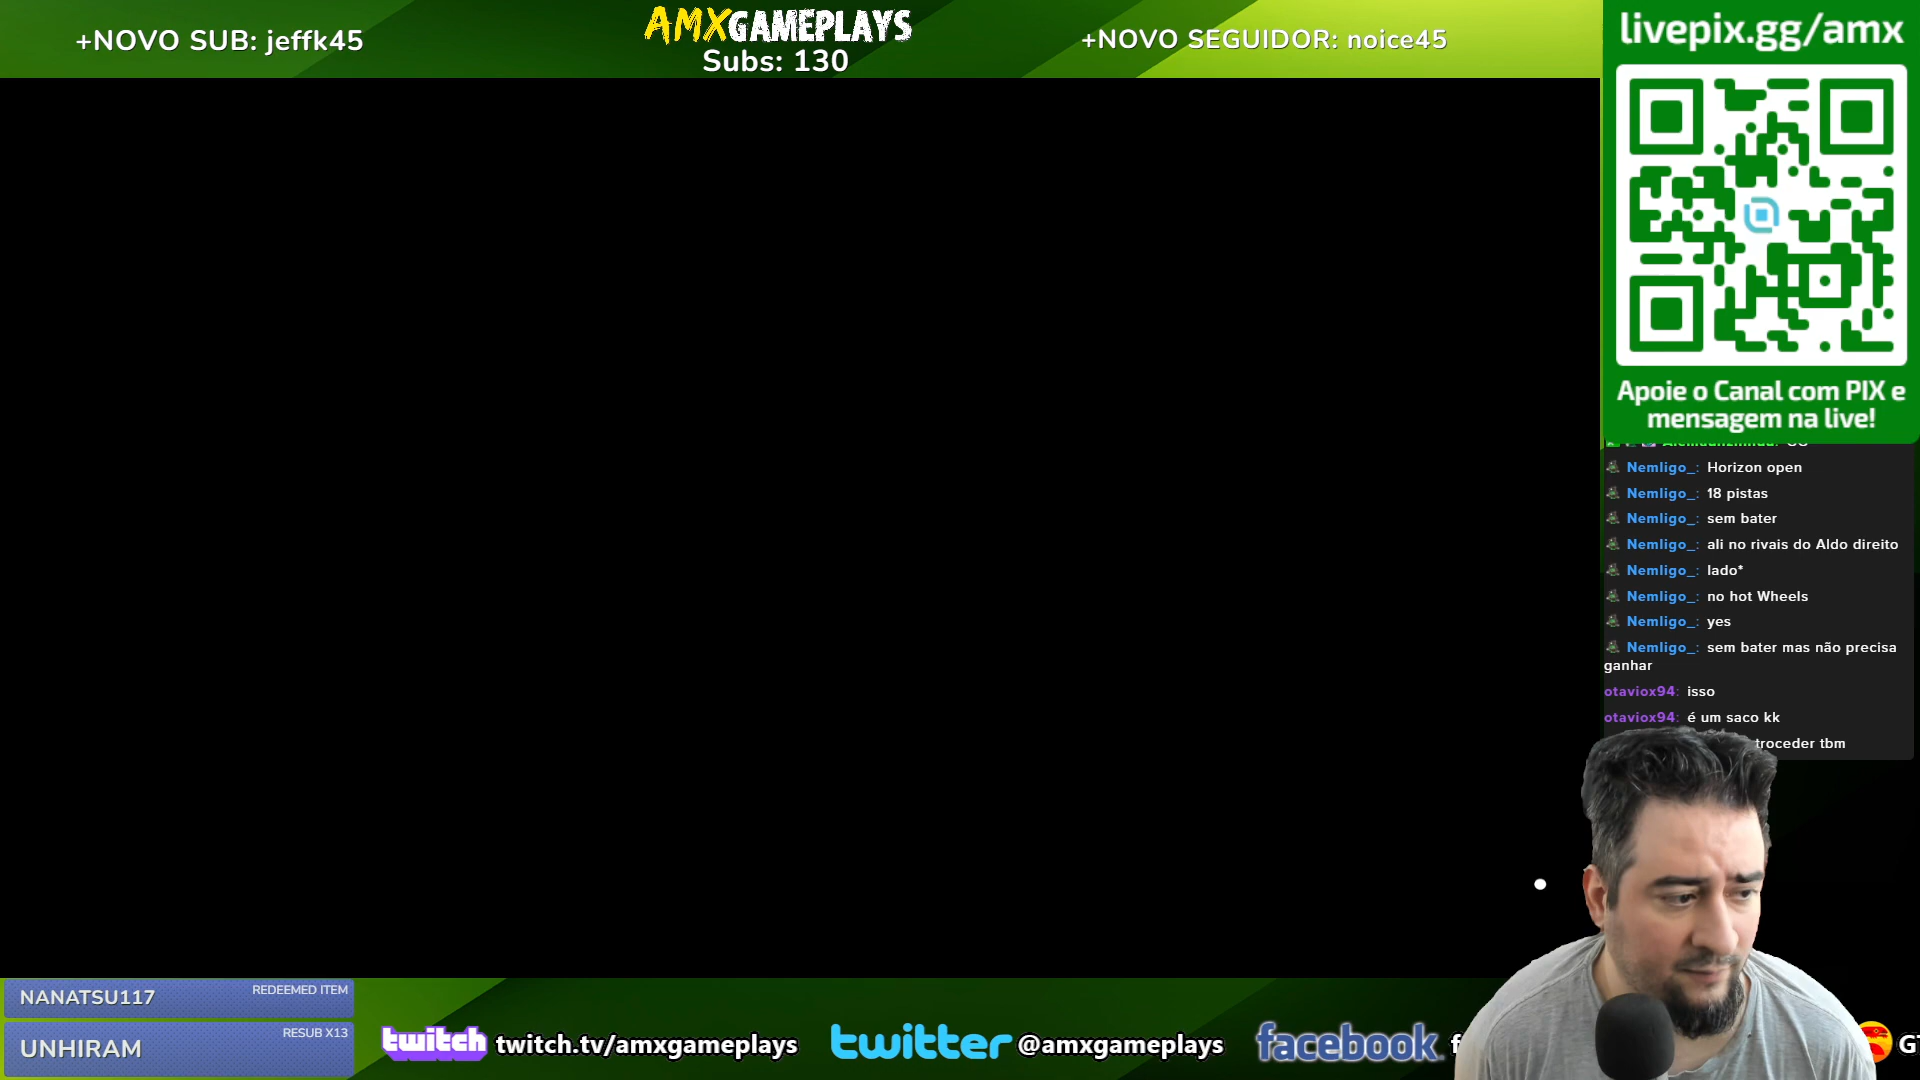 +NOVO SUB: jeffk45
AMXGAMEPLAYS
Subs: 130
+NOVO SEGUIDOR: noice45
livepix.gg/amx
Apoie o Canal com PIX e
mensagem na live!
Nemligo_: Horizon open
Nemligo_: 18 pistas
Nemligo_: sem bater
Nemligo_: ali no rivais do Aldo direito
Nemligo_: lado*
Nemligo_: no hot Wheels
Nemligo_: yes
Nemligo_: sem bater mas não precisa
ganhar
otaviox94: isso
otaviox94: é um saco kk
tbm
NANATSU117
REDEEMED ITEM
UNHIRAM
RESUB X13
twitch twitch.tv/amxgameplays
twitter @amxgameplays
facebook